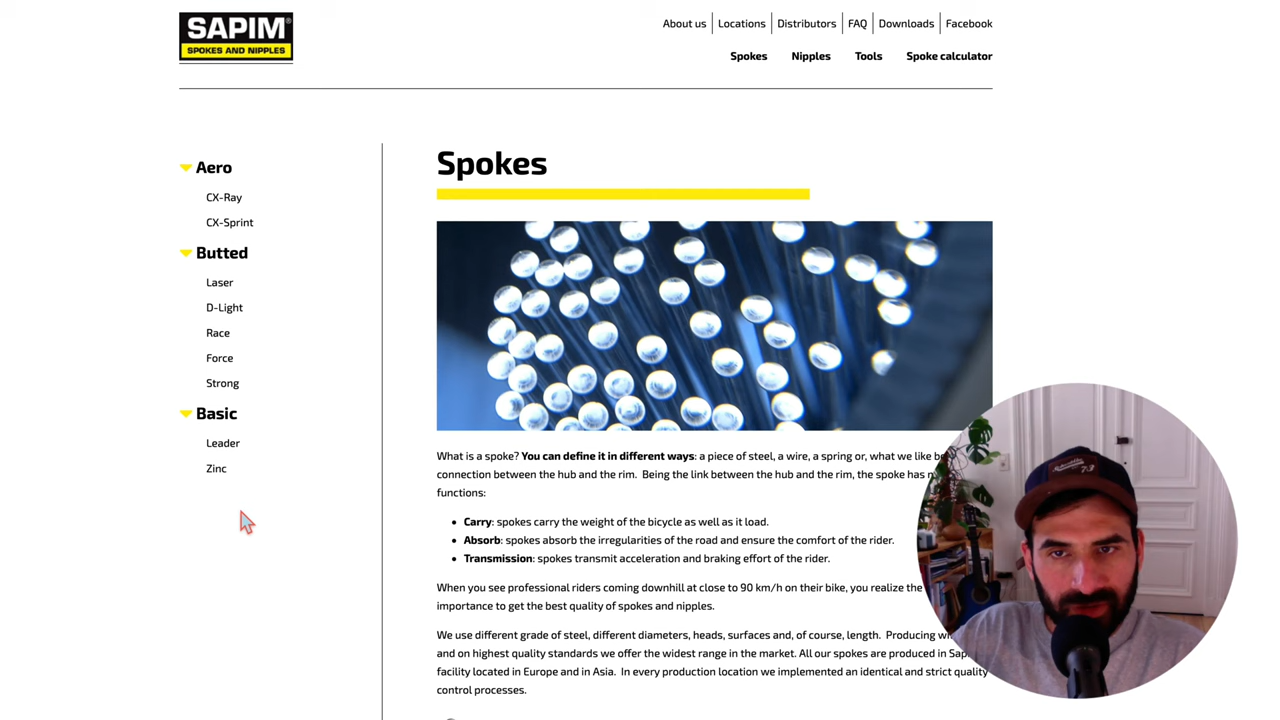 SAPIM®
SPOKES AND NIPPLES
About us
Locations
Distributors
FAQ
Downloads
Facebook
Spokes
Nipples
Tools
Spoke calculator
Aero
CX-Ray
CX-Sprint
Butted
Laser
D-Light
Race
Force
Strong
Basic
Leader
Zinc
Spokes
What is a spoke? You can define it in different ways: a piece of steel, a wire, a spring or, what we like
connection between the hub and the rim. Being the link between the hub and the rim, the spoke has
functions:
• Carry: spokes carry the weight of the bicycle as well as it load.
• Absorb: spokes absorb the irregularities of the road and ensure the comfort of the rider.
• Transmission: spokes transmit acceleration and braking effort of the rider.
When you see professional riders coming downhill at close to 90 km/h on their bike, you realize the
importance to get the best quality of spokes and nipples.
We use different grade of steel, different diameters, heads, surfaces and, of course, length. Producing
and on highest quality standards we offer the widest range in the market. All our spokes are produced in
facility located in Europe and in Asia. In every production location we implemented an identical and strict quality
control processes.
73